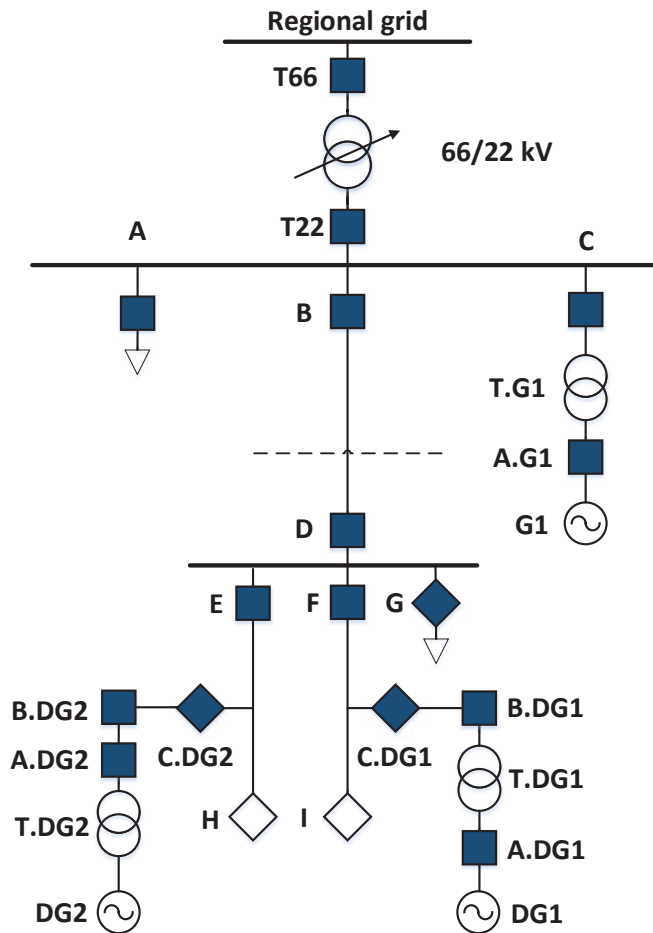 Regional grid
T66
66/22 kV
T22
A
C
B
T.G1
A.G1
G1
D
E
F
G
B.DG2
B.DG1
C.DG2
C.DG1
A.DG2
T.DG1
T.DG2
H
I
A.DG1
DG2
DG1